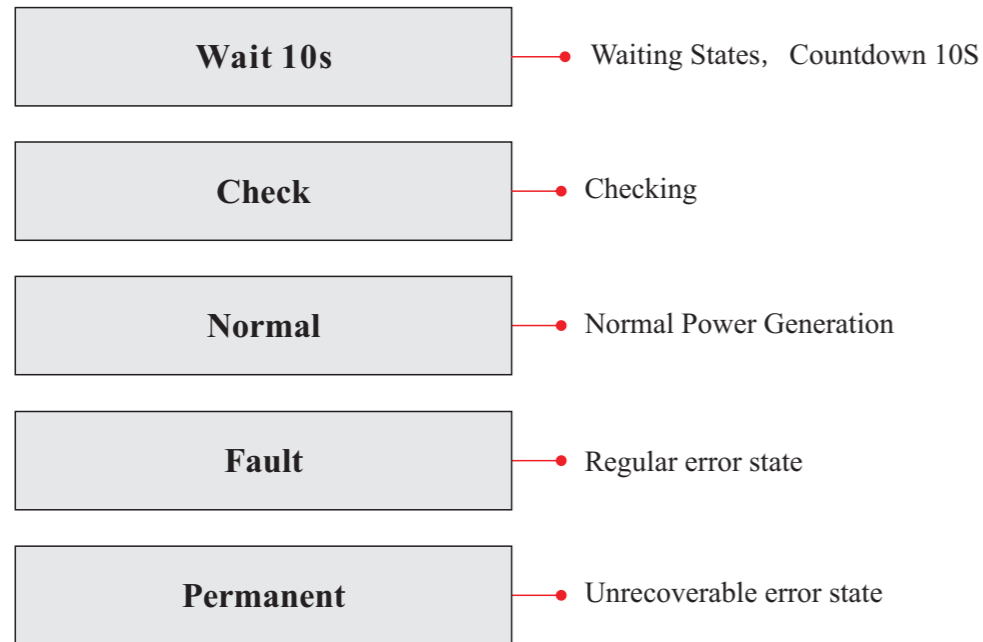 Wait 10s
Waiting States, Countdown 10S
Check
Checking
Normal
Normal Power Generation
Fault
Regular error state
Permanent
Unrecoverable error state